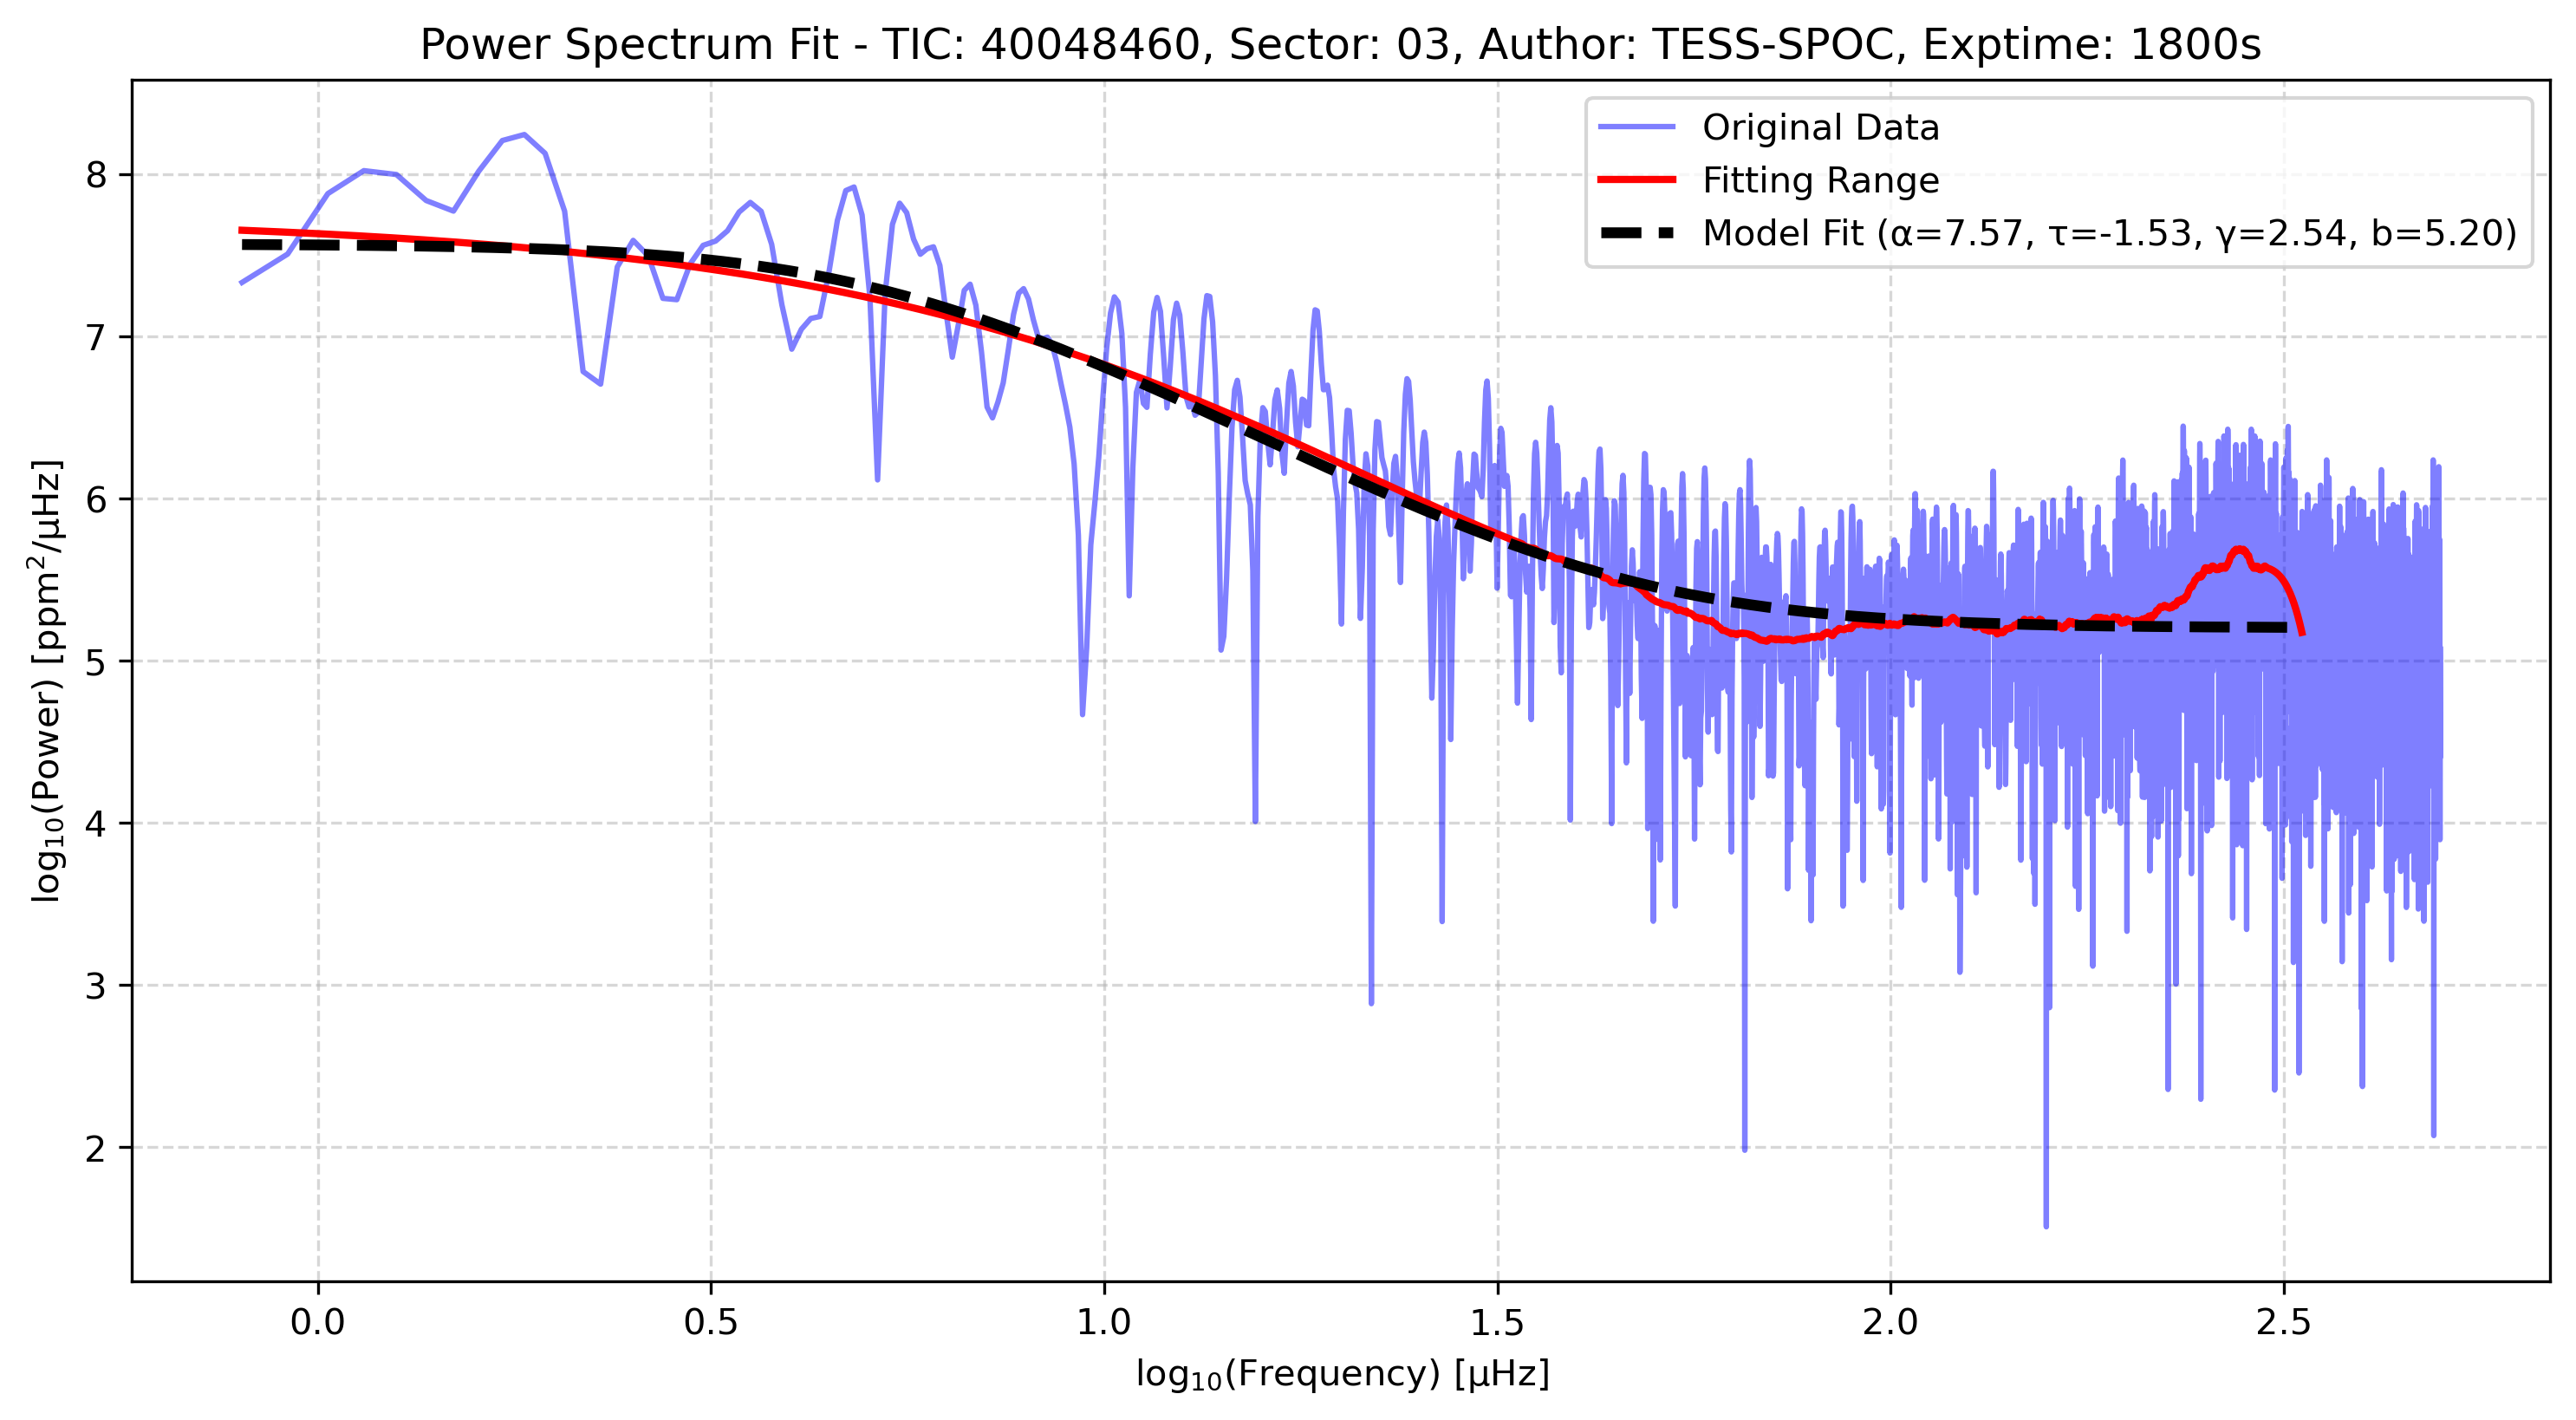 Power Spectrum Fit - TIC: 40048460, Sector: 03, Author: TESS-SPOC, Exptime: 1800s
Original Data
Fitting Range
Model Fit (α=7.57, τ=-1.53, γ=2.54, b=5.20)
log₁₀(Power) [ppm²/μHz]
8
7
6
5
4
3
2
0.0 0.5 1.0 1.5 2.0 2.5
log₁₀(Frequency) [μHz]